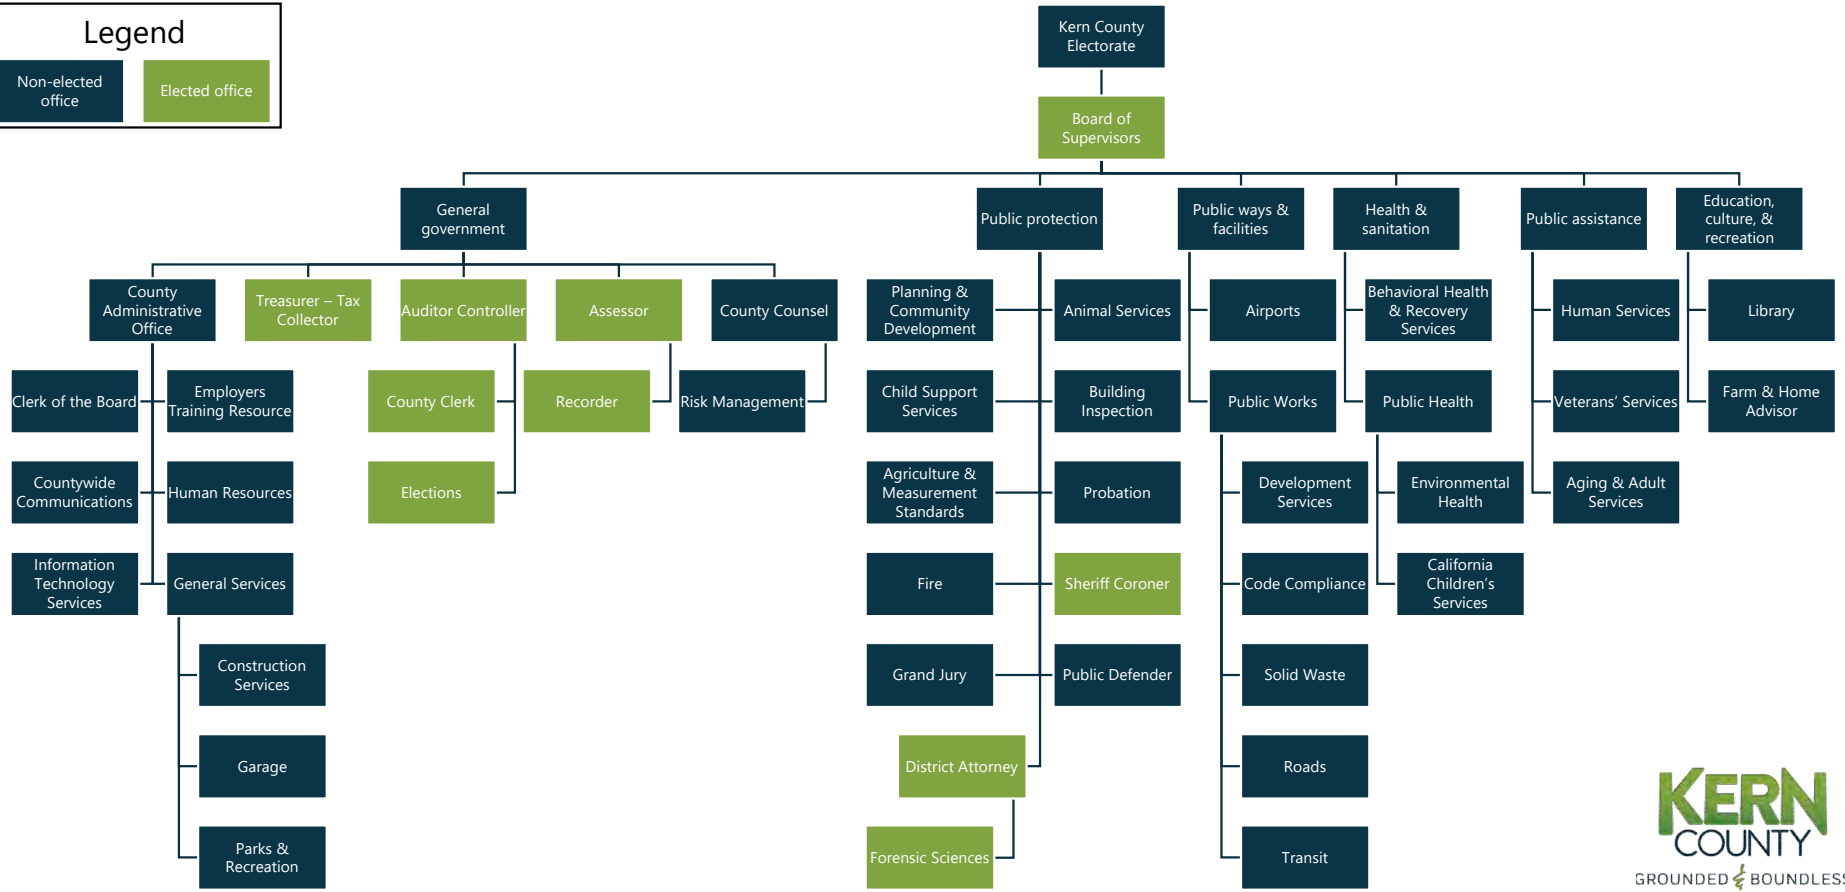 Legend
Non-elected
office
Elected office
Kern County
Electorate
Board of
Supervisors
General
government
Public protection
Public ways &
facilities
Health &
sanitation
Public assistance
Education,
culture, &
recreation
County
Administrative
Office
Treasurer – Tax
Collector
Auditor Controller
Assessor
County Counsel
Planning &
Community
Development
Animal Services
Airports
Behavioral Health
& Recovery
Services
Human Services
Library
Clerk of the Board
Employers
Training Resource
County Clerk
Recorder
Risk Management
Child Support
Services
Building
Inspection
Public Works
Public Health
Veterans’ Services
Farm & Home
Advisor
Countywide
Communications
Human Resources
Elections
Agriculture &
Measurement
Standards
Probation
Development
Services
Environmental
Health
Aging & Adult
Services
Information
Technology
Services
General Services
Fire
Sheriff Coroner
Code Compliance
California
Children’s
Services
Construction
Services
Grand Jury
Public Defender
Solid Waste
Garage
District Attorney
Roads
Parks &
Recreation
Forensic Sciences
Transit
KERN
COUNTY
GROUNDED & BOUNDLESS